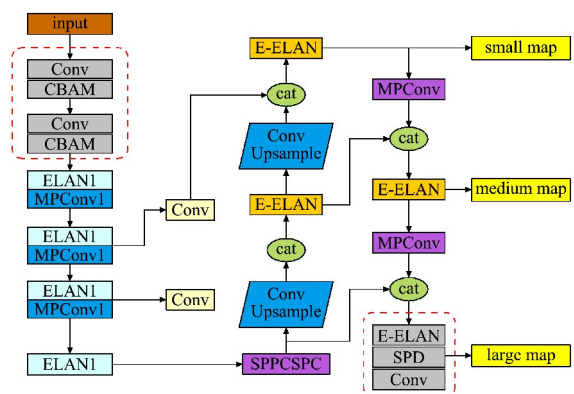 input
Conv
CBAM
Conv
CBAM
ELAN1
MPConv1
ELAN1
MPConv1
ELAN1
MPConv1
ELAN1
Conv
Conv
E-ELAN
cat
Conv
Upsample
E-ELAN
cat
Conv
Upsample
SPPCSPC
MPConv
cat
E-ELAN
MPConv
cat
E-ELAN
SPD
Conv
small map
medium map
large map